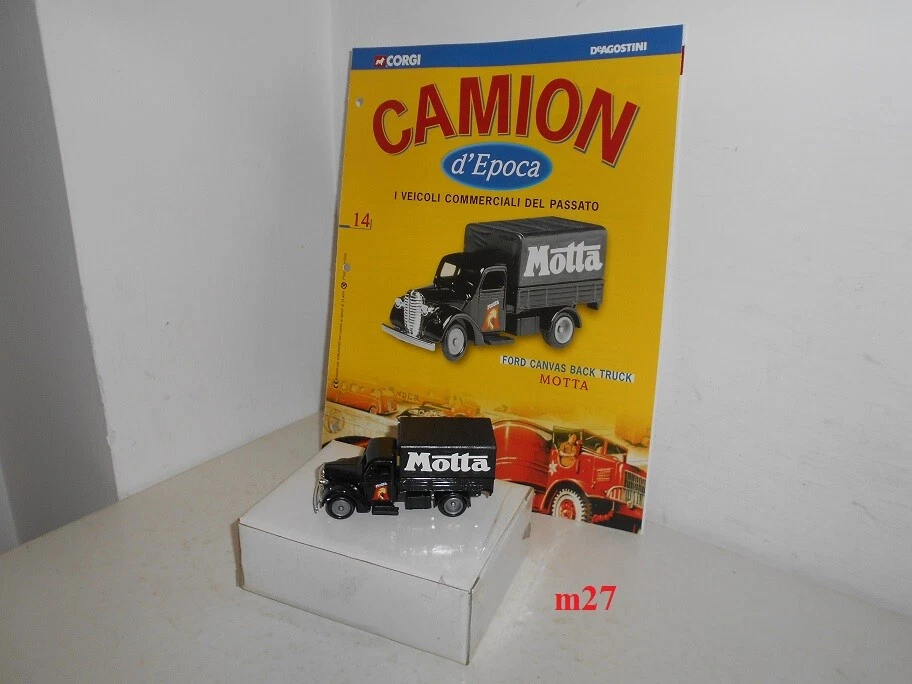 CORGI
DeAGOSTINI
CAMION
d'Epoca
I VEICOLI COMMERCIALI DEL PASSATO
14
Motta
FORD CANVAS BACK TRUCK
MOTTA
Motta
m27